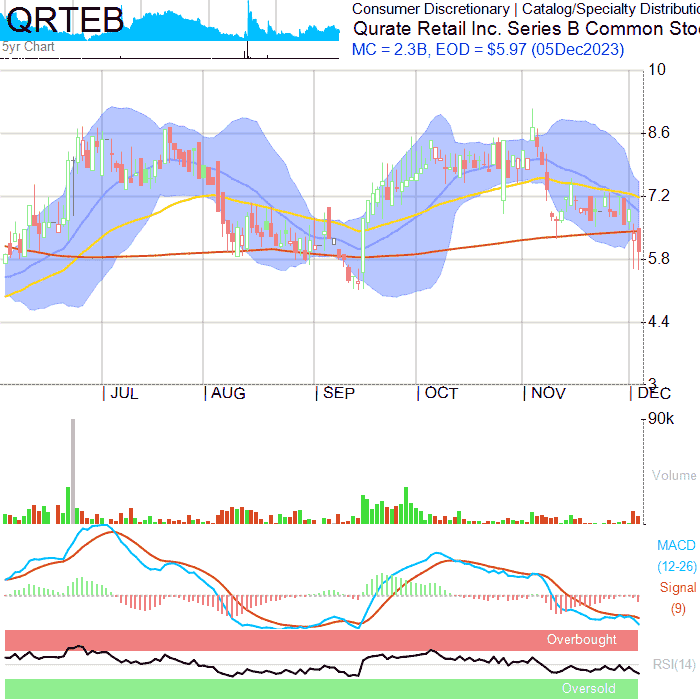 QRTEB
5yr Chart
Consumer Discretionary | Catalog/Specialty Distributio
Qurate Retail Inc. Series B Common Sto
MC = 2.3B, EOD = $5.97 (05Dec2023)
10
8.6
7.2
5.8
4.4
3
JUL AUG SEP OCT NOV DEC
90k
Volume
MACD
(12-26)
Signal
(9)
Overbought
RSI(14)
Oversold